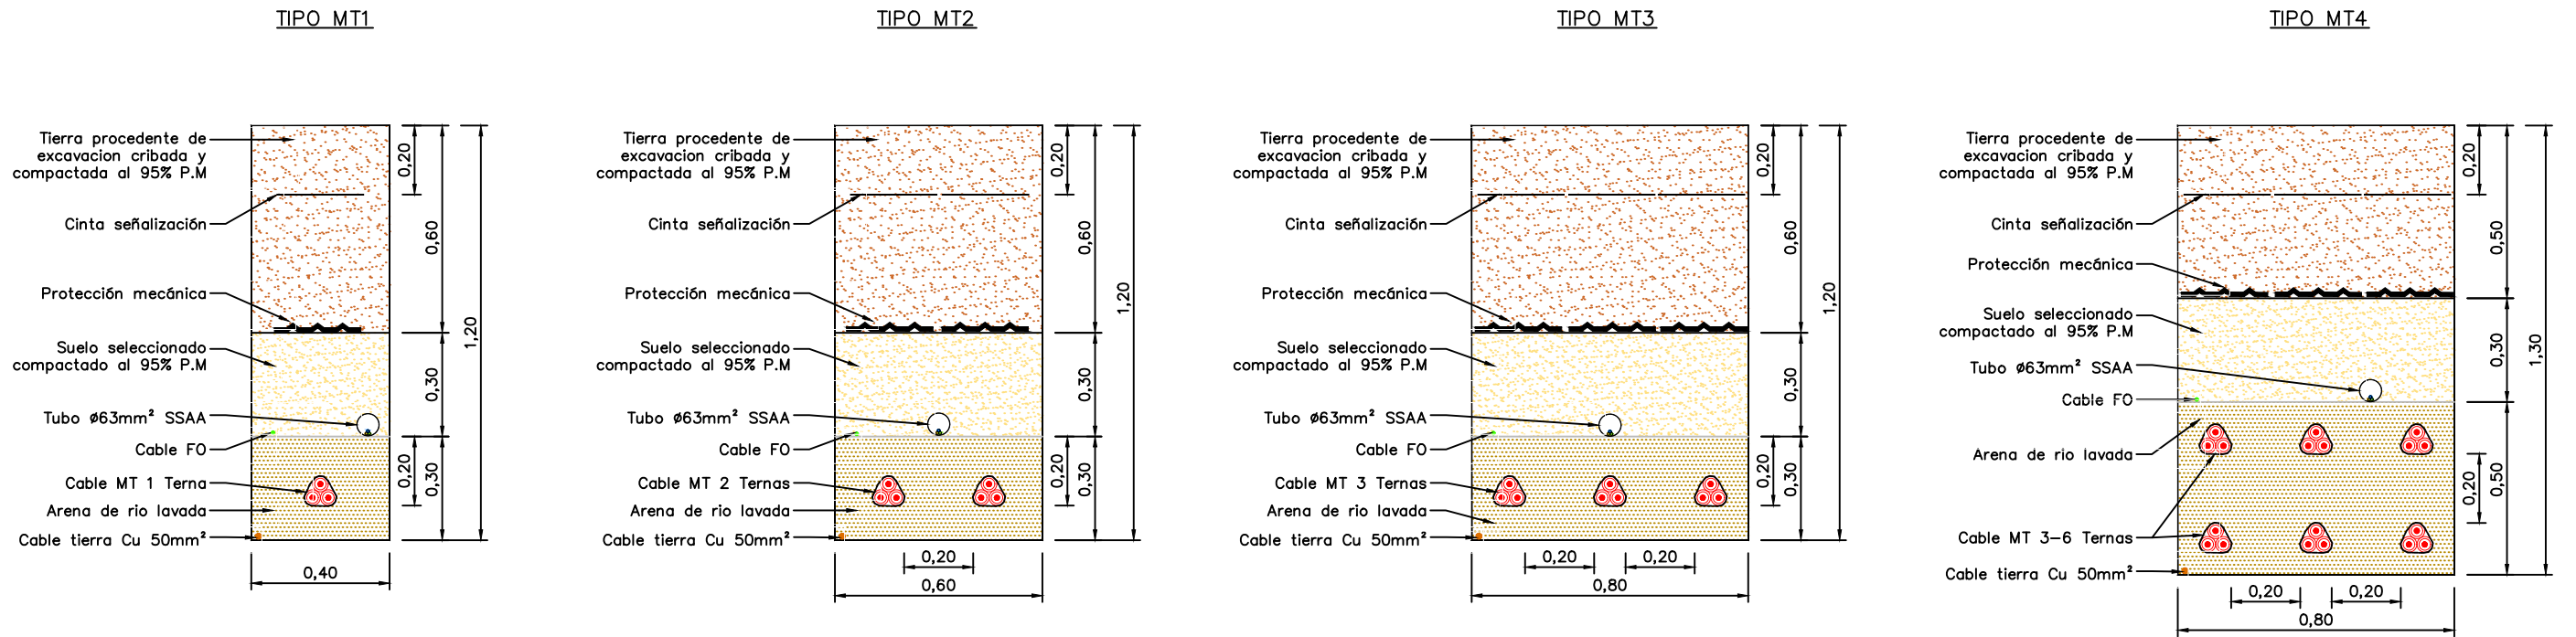 TIPO MT1
Tierra procedente de
excavacion cribada y
compactada al 95% P.M
Cinta señalización
Protección mecánica
Suelo seleccionado
compactado al 95% P.M
Tubo ø63mm² SSAA
Cable FO
Cable MT 1 Terna
Arena de rio lavada
Cable tierra Cu 50mm²
0,20
0,60
1,20
0,30
0,20
0,30
0,40
TIPO MT2
Tierra procedente de
excavacion cribada y
compactada al 95% P.M
Cinta señalización
Protección mecánica
Suelo seleccionado
compactado al 95% P.M
Tubo ø63mm² SSAA
Cable FO
Cable MT 2 Ternas
Arena de rio lavada
Cable tierra Cu 50mm²
0,20
0,60
1,20
0,30
0,20
0,30
0,20
0,60
TIPO MT3
Tierra procedente de
excavacion cribada y
compactada al 95% P.M
Cinta señalización
Protección mecánica
Suelo seleccionado
compactado al 95% P.M
Tubo ø63mm² SSAA
Cable FO
Cable MT 3 Ternas
Arena de rio lavada
Cable tierra Cu 50mm²
0,20
0,60
1,20
0,30
0,20
0,30
0,20
0,20
0,80
TIPO MT4
Tierra procedente de
excavacion cribada y
compactada al 95% P.M
Cinta señalización
Protección mecánica
Suelo seleccionado
compactado al 95% P.M
Tubo ø63mm² SSAA
Cable FO
Arena de rio lavada
Cable MT 3-6 Ternas
Cable tierra Cu 50mm²
0,20
0,50
0,30
1,30
0,20
0,50
0,20
0,20
0,80